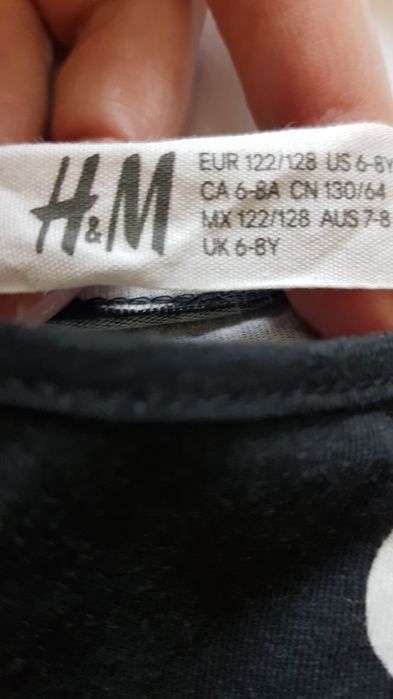 H&M
EUR 122/128 US 6-8Y
CA 6-8A CN 130/64
MX 122/128 AUS 7-8
UK 6-8Y